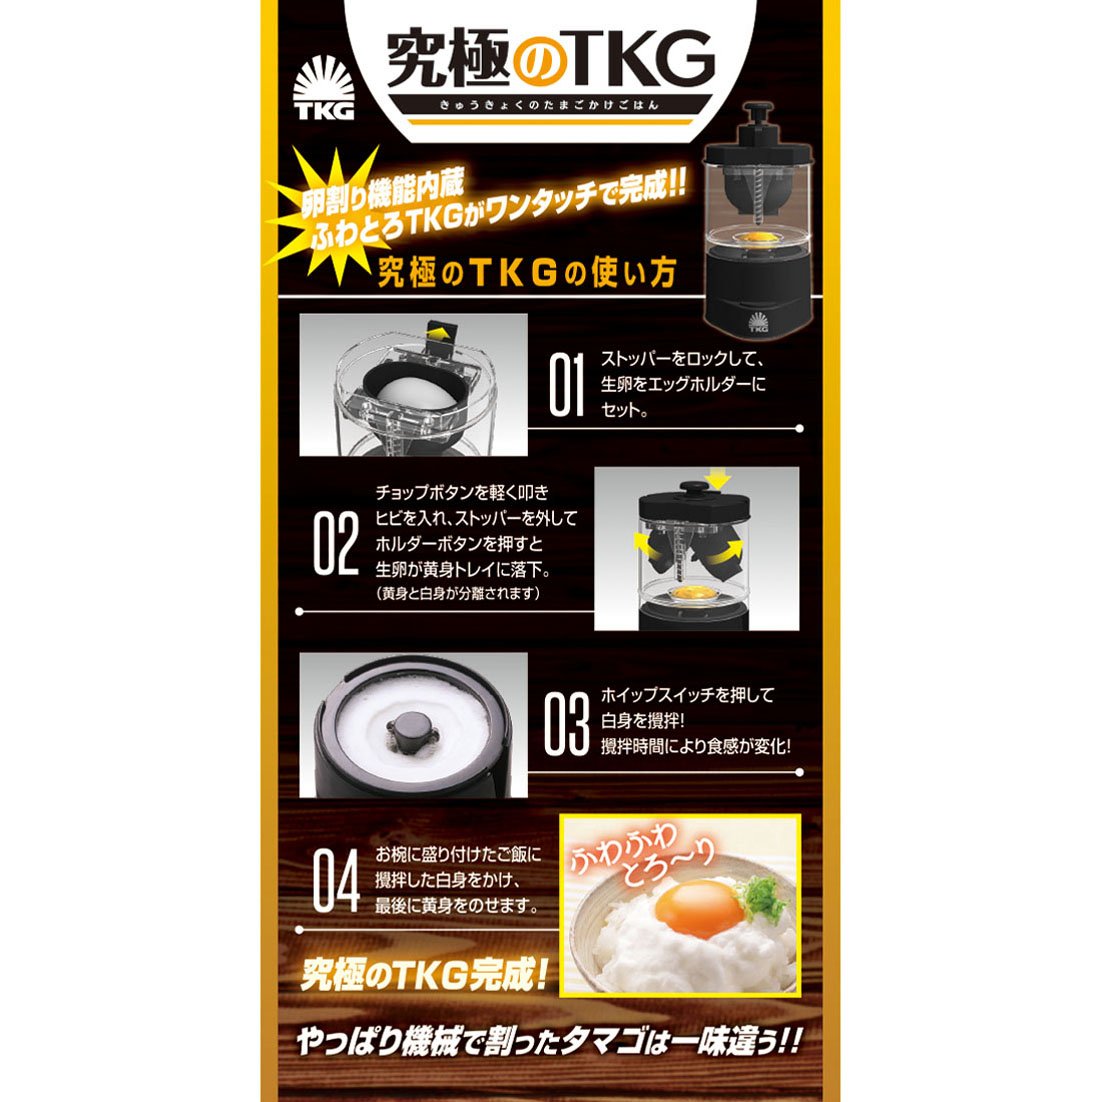 究極のTKG
きゅうきょくのたまごかけごはん
TKG
卵割り機能内蔵
ふわとろTKGがワンタッチで完成!!
究極のTKGの使い方
TKG
01
ストッパーをロックして、
生卵をエッグホルダーに
セット。
02
チョップボタンを軽く叩き
ヒビを入れ、ストッパーを外して
ホルダーボタンを押すと
生卵が黄身トレイに落下。
(黄身と白身が分離されます)
03
ホイップスイッチを押して
白身を攪拌!
攪拌時間により食感が変化!
04
お椀に盛り付けたご飯に
攪拌した白身をかけ、
最後に黄身をのせます。
ふわふわ
とろ〜り
究極のTKG完成!
やっぱり機械で割ったタマゴは一味違う!!